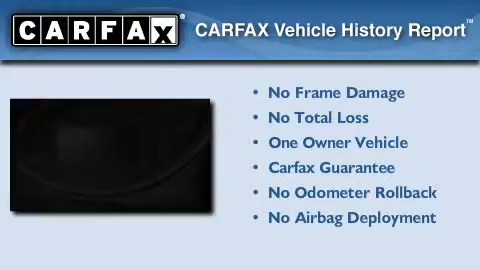 CARFAX®
CARFAX Vehicle History Report™
• No Frame Damage
• No Total Loss
• One Owner Vehicle
• Carfax Guarantee
• No Odometer Rollback
• No Airbag Deployment